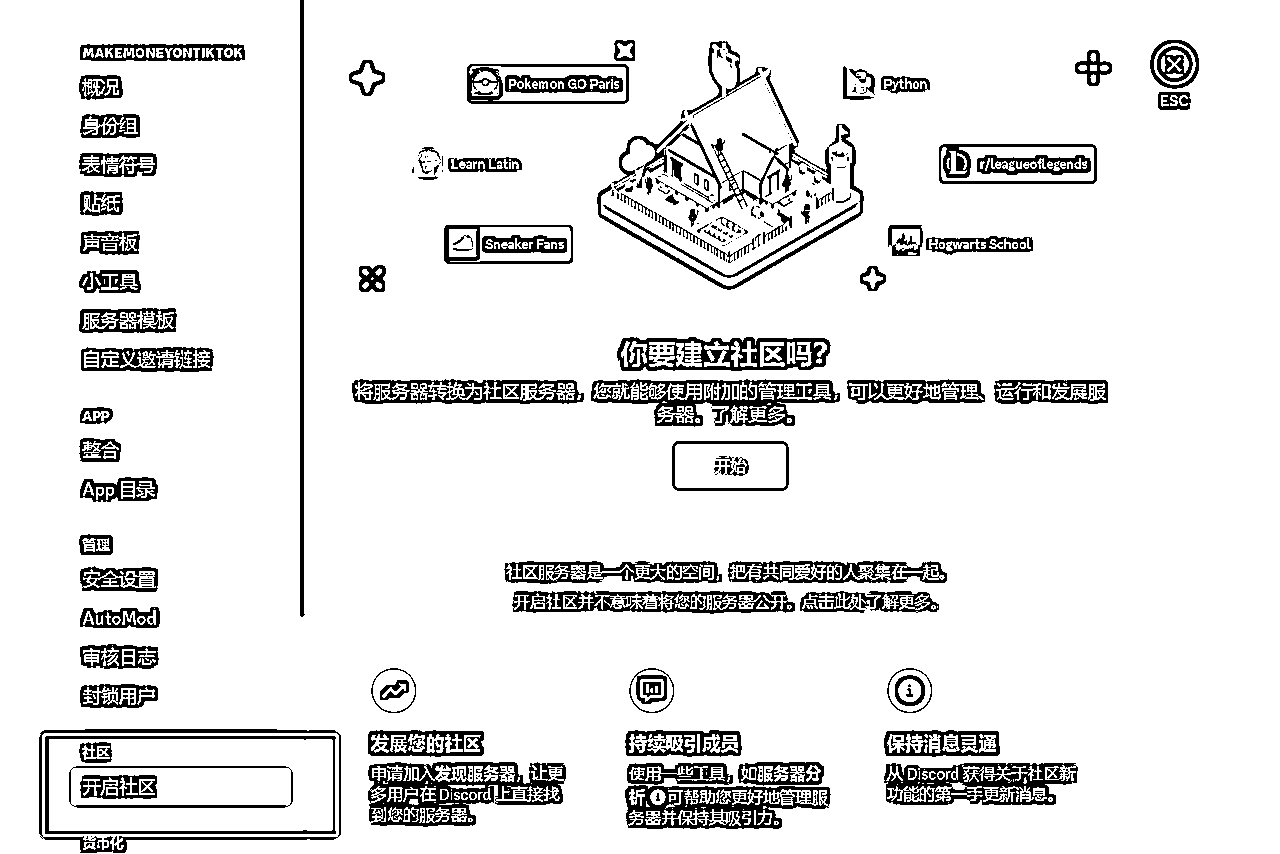 MAKEMONEYONTIKTOK
概况
身份组
表情符号
贴纸
声音板
小工具
服务器模板
自定义邀请链接
APP
整合
App 目录
管理
安全设置
AutoMod
审核日志
封锁用户
社区
开启社区
货币化
Pokemon GO Paris
Python
ESC
Learn Latin
r/leagueoflegends
Sneaker Fans
Hogwarts School
你要建立社区吗？
将服务器转换为社区服务器，您就能够使用附加的管理工具，可以更好地管理、运行和发展服
务器。了解更多。
开始
社区服务器是一个更大的空间，把有共同爱好的人聚集在一起。
开启社区并不意味着将您的服务器公开。点击此处了解更多。
发展您的社区
申请加入发现服务器，让更
多用户在 Discord 上直接找
到您的服务器。
持续吸引成员
使用一些工具，如服务器分
析 可帮助您更好地管理服
务器并保持其吸引力。
保持消息灵通
从 Discord 获得关于社区新
功能的第一手更新消息。